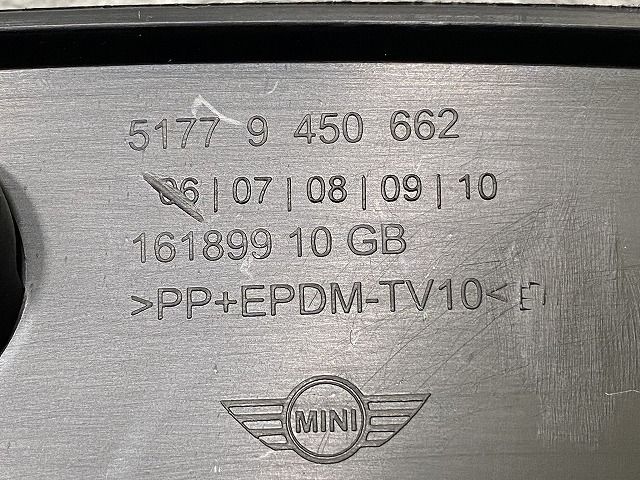 5177 9 450 662
06 | 07 | 08 | 09 | 10
161899 10 GB
>PP+EPDM-TV10<
MINI